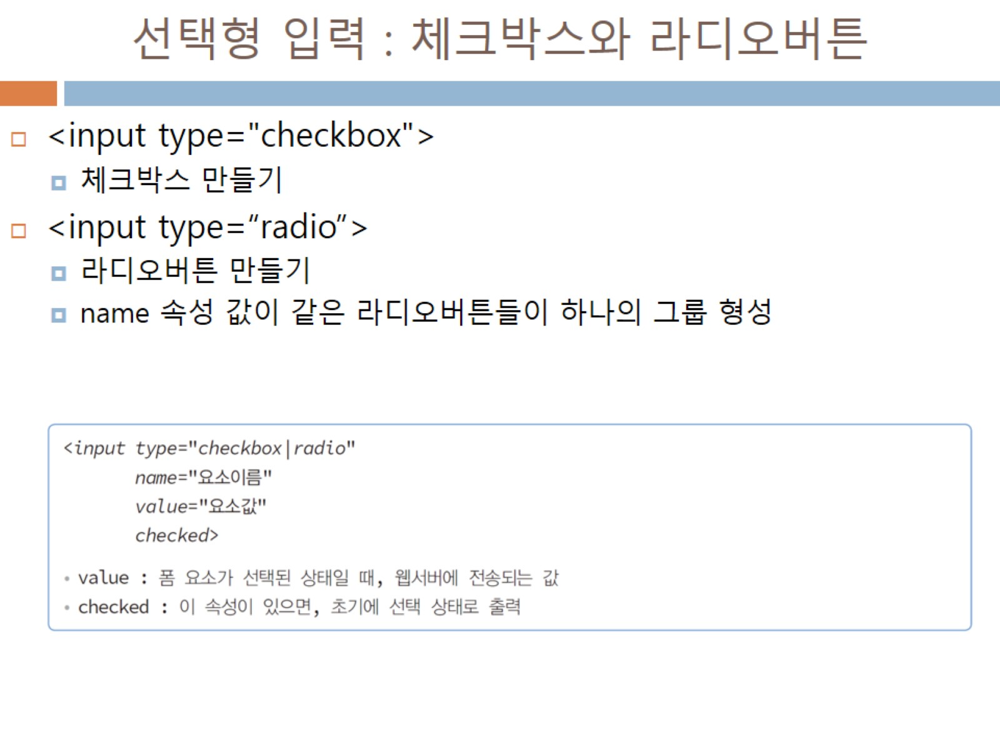 선택형 입력 : 체크박스와 라디오버튼
<input type="checkbox">
체크박스 만들기
<input type=“radio”>
라디오버튼 만들기
name 속성 값이 같은 라디오버튼들이 하나의 그룹 형성
<input type="checkbox|radio"
name="요소이름"
value="요소값"
checked>
• value : 폼 요소가 선택된 상태일 때, 웹서버에 전송되는 값
• checked : 이 속성이 있으면, 초기에 선택 상태로 출력